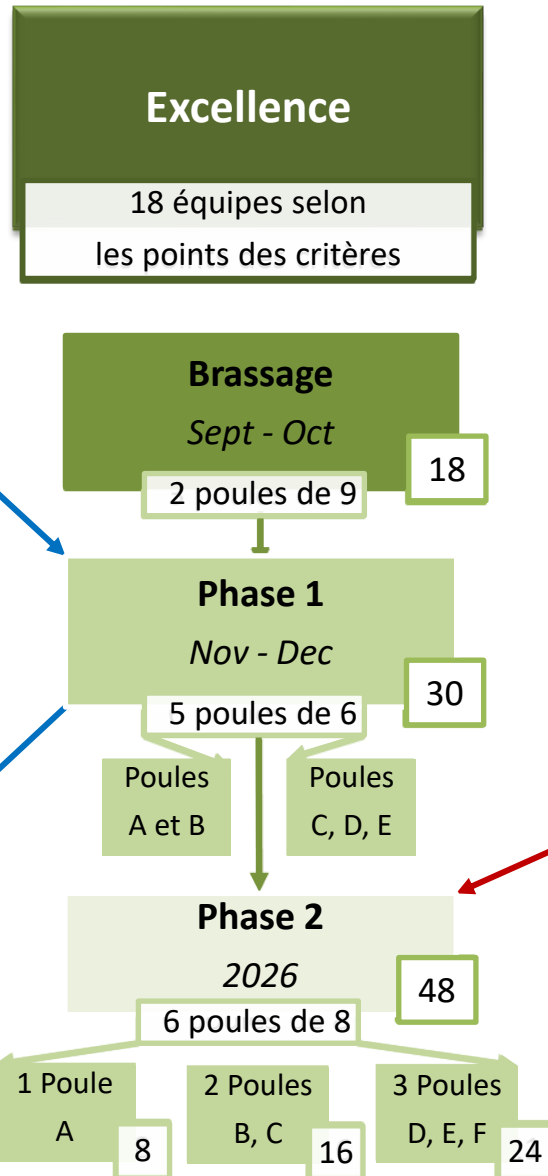 Excellence
18 équipes selon
les points des critères
Brassage
Sept - Oct
18
2 poules de 9
Phase 1
Nov - Dec
30
5 poules de 6
Poules
A et B
Poules
C, D, E
Phase 2
2026
48
6 poules de 8
1 Poule
A
8
2 Poules
B, C
16
3 Poules
D, E, F
24